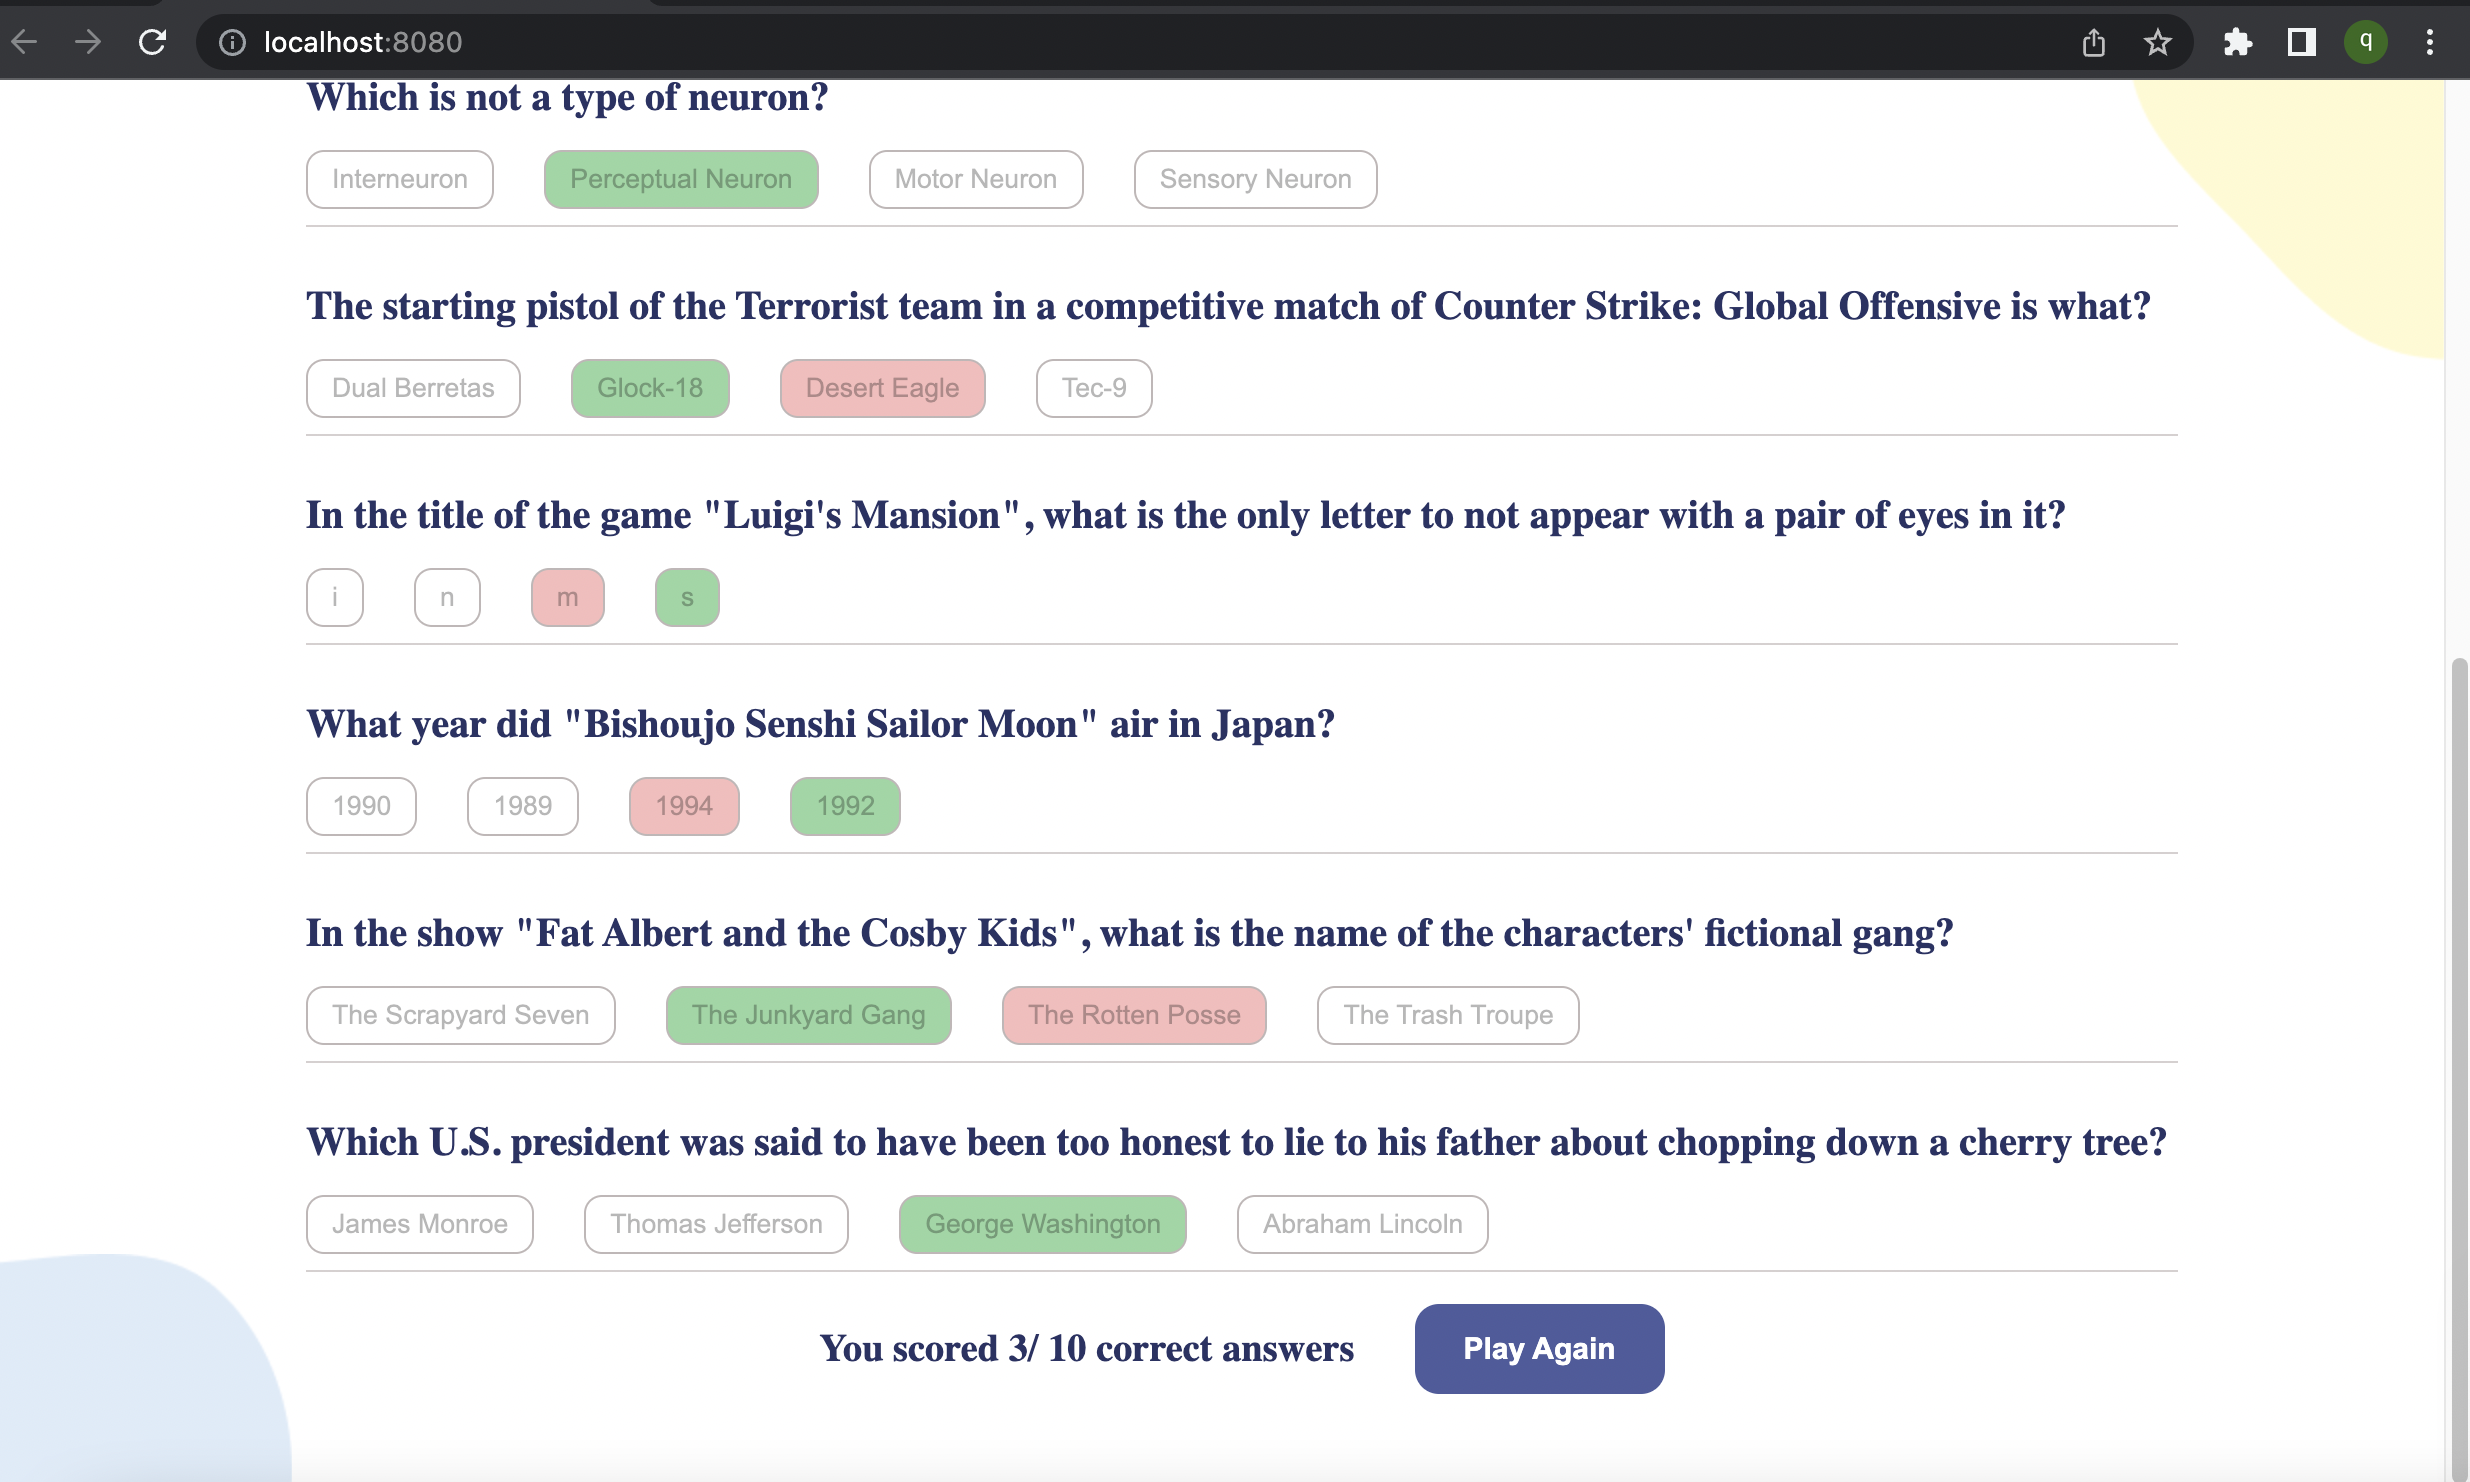 localhost:8080
q
Which is not a type of neuron?
Interneuron Perceptual Neuron Motor Neuron Sensory Neuron
The starting pistol of the Terrorist team in a competitive match of Counter Strike: Global Offensive is what?
Dual Berretas Glock-18 Desert Eagle Tec-9
In the title of the game "Luigi's Mansion", what is the only letter to not appear with a pair of eyes in it?
i n m s
What year did "Bishoujo Senshi Sailor Moon" air in Japan?
1990 1989 1994 1992
In the show "Fat Albert and the Cosby Kids", what is the name of the characters' fictional gang?
The Scrapyard Seven The Junkyard Gang The Rotten Posse The Trash Troupe
Which U.S. president was said to have been too honest to lie to his father about chopping down a cherry tree?
James Monroe Thomas Jefferson George Washington Abraham Lincoln
You scored 3/ 10 correct answers Play Again